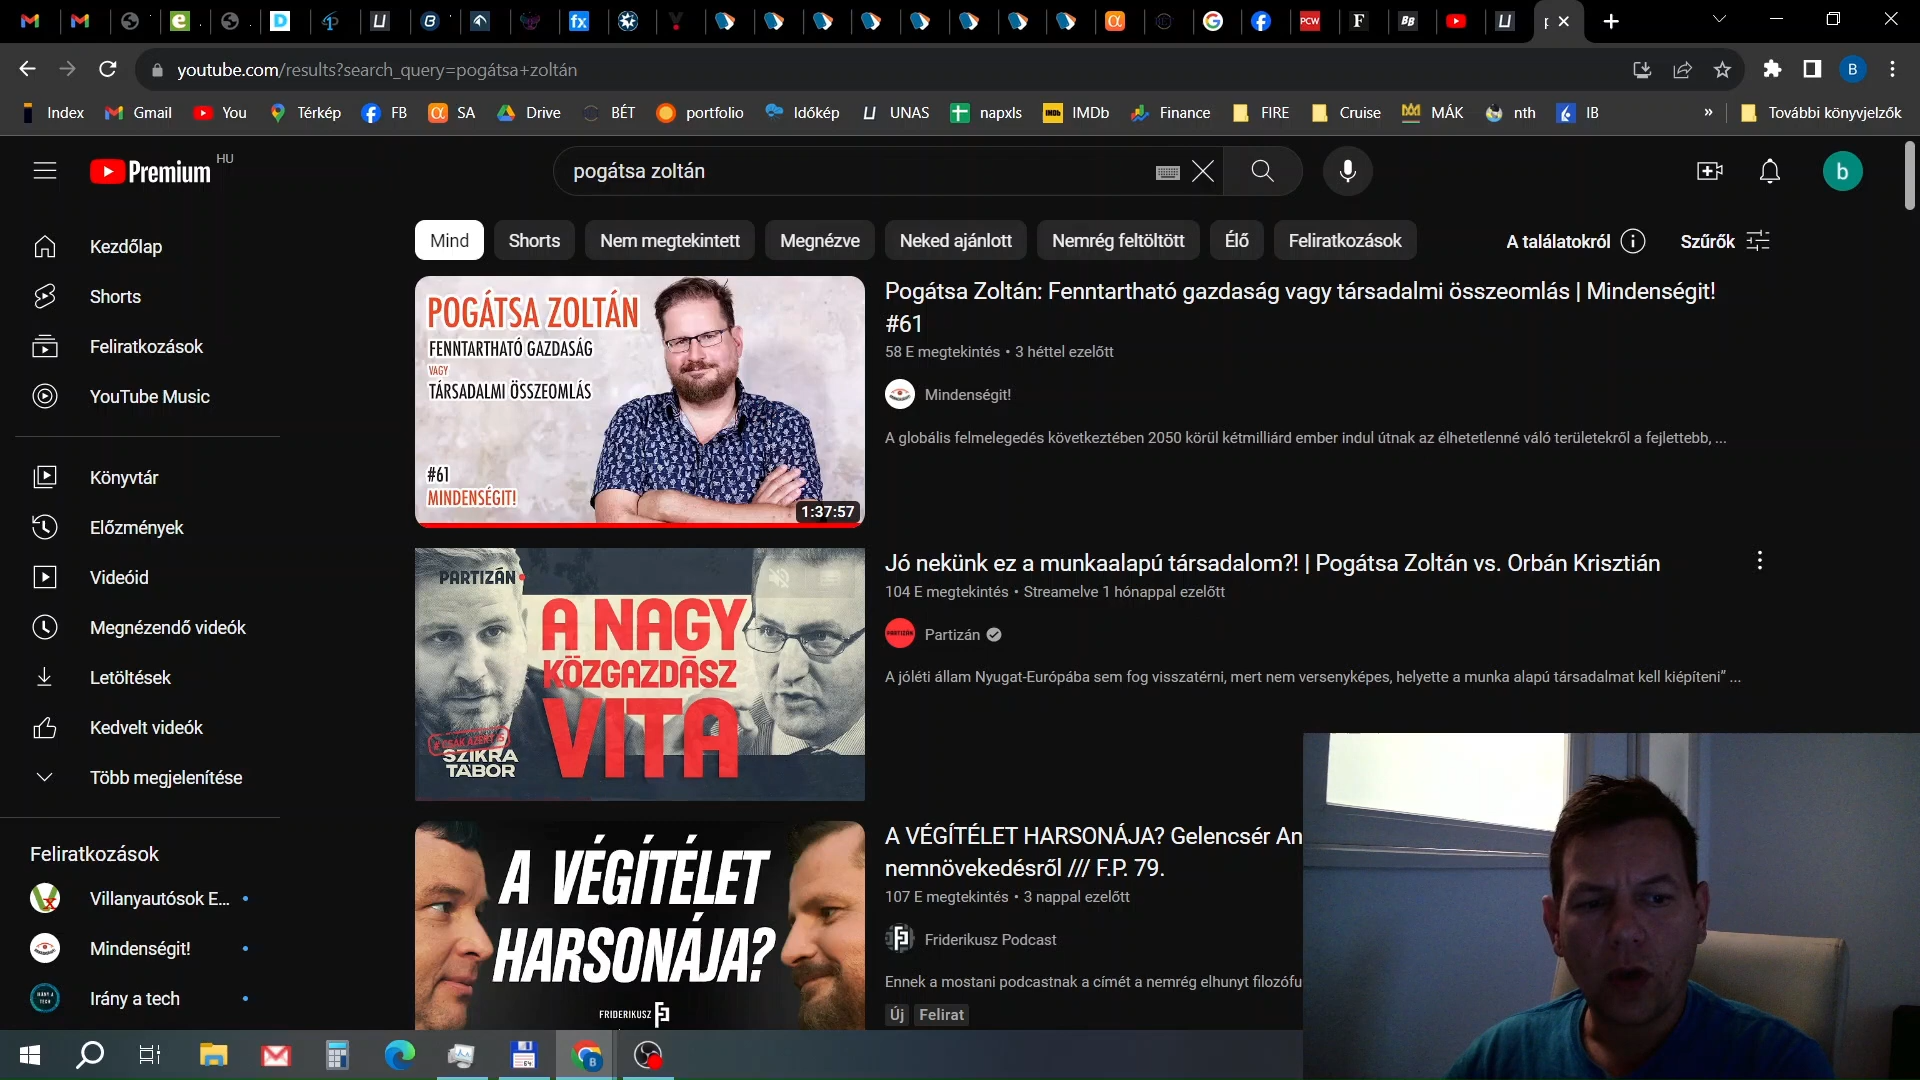 youtube.com/results?search_query=pogátsa+zoltán
B
Index
Gmail
You
Térkép
FB
SA
Drive
BÉT
portfolio
Időkép
UNAS
napxls
IMDb
Finance
FIRE
Cruise
MÁK
nth
IB
»
További könyvjelzők
Premium
HU
pogátsa zoltán
b
Mind
Shorts
Nem megtekintett
Megnézve
Neked ajánlott
Nemrég feltöltött
Élő
Feliratkozások
A találatokról
Szűrők
Kezdőlap
Shorts
Feliratkozások
YouTube Music
Könyvtár
Előzmények
Videóid
Megnézendő videók
Letöltések
Kedvelt videók
Több megjelenítése
Feliratkozások
Villanyautósok E...
Mindenségit!
Irány a tech
POGÁTSA ZOLTÁN
FENNTARTHATÓ GAZDASÁG
VAGY
TÁRSADALMI ÖSSZEOMLÁS
#61
MINDENSÉGIT!
1:37:57
Pogátsa Zoltán: Fenntartható gazdaság vagy társadalmi összeomlás | Mindenségit!
#61
58 E megtekintés • 3 héttel ezelőtt
Mindenségit!
A globális felmelegedés következtében 2050 körül kétmilliárd ember indul útnak az élhetetlenné váló területekről a fejlettebb, ...
PARTIZÁN
A NAGY
KÖZGAZDÁSZ
VITA
SZIKRA
TÁBOR
Jó nekünk ez a munkaalapú társadalom?! | Pogátsa Zoltán vs. Orbán Krisztián
104 E megtekintés • Streamelve 1 hónappal ezelőtt
Partizán
A jóléti állam Nyugat-Európába sem fog visszatérni, mert nem versenyképes, helyette a munka alapú társadalmat kell kiépíteni” ...
A VÉGÍTÉLET
HARSONÁJA?
FRIDERIKUSZ
A VÉGÍTÉLET HARSONÁJA? Gelencsér An
nemnövekedésről /// F.P. 79.
107 E megtekintés • 3 nappal ezelőtt
Friderikusz Podcast
Ennek a mostani podcastnak a címét a nemrég elhunyt filozófu
Új
Felirat